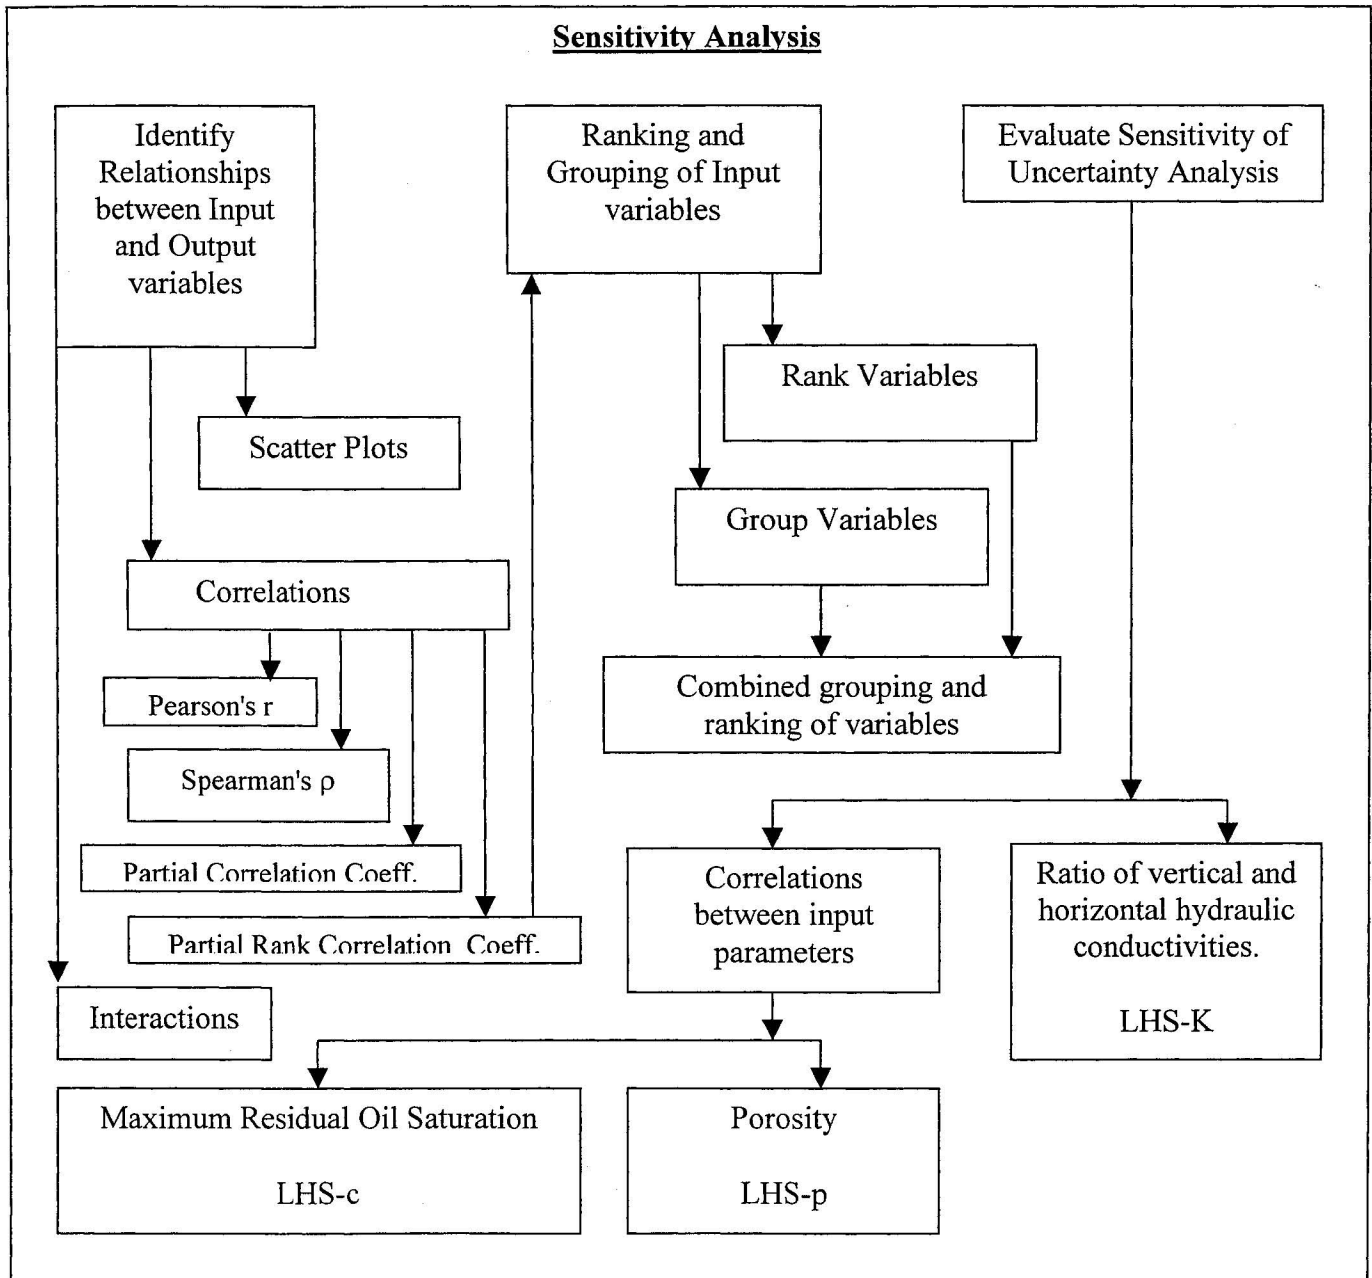 Sensitivity Analysis
Identify
Relationships
between Input
and Output
variables
Ranking and
Grouping of Input
variables
Evaluate Sensitivity of
Uncertainty Analysis
Rank Variables
Scatter Plots
Group Variables
Correlations
Pearson's r
Spearman's ρ
Partial Correlation Coeff.
Partial Rank Correlation Coeff.
Interactions
Combined grouping and
ranking of variables
Correlations
between input
parameters
Ratio of vertical and
horizontal hydraulic
conductivities.
LHS-K
Maximum Residual Oil Saturation
LHS-c
Porosity
LHS-p